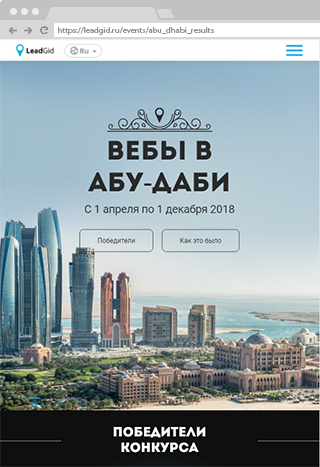 https://leadgid.ru/events/abu_dhabi_results
LeadGid
Ru
ВЕБЫ В
АБУ-ДАБИ
С 1 апреля по 1 декабря 2018
Победители
Как это было
ПОБЕДИТЕЛИ
КОНКУРСА